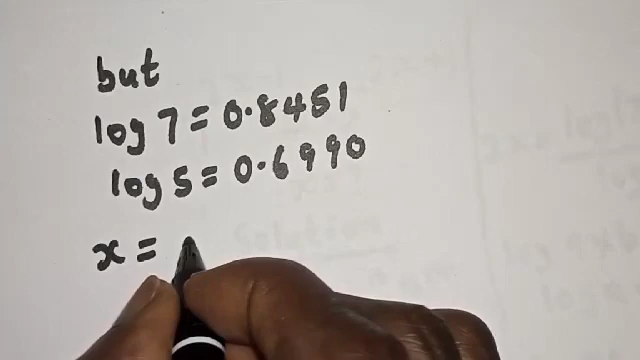 but
log 7 = 0.8451
log 5 = 0.6990
x =